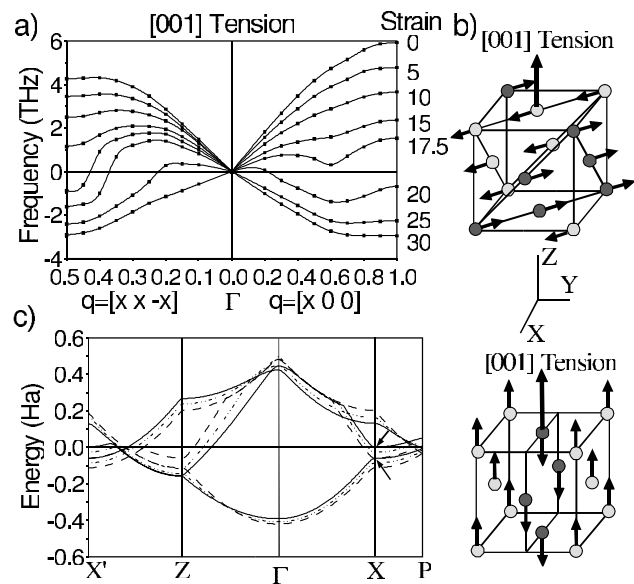 a) [001] Tension Strain b)
[001] Tension
6
4
2
0
-2
-4
Frequency (THz)
0
5
10
15
17.5
20
25
30
0.5 0.4 0.3 0.2 0.1 0.0 0.2 0.4 0.6 0.8 1.0
q=[x x -x] Γ q=[x 0 0]
Z
Y
X
c)
0.6
0.4
0.2
0.0
-0.2
-0.4
-0.6
Energy (Ha)
X' Z Γ X P
[001] Tension